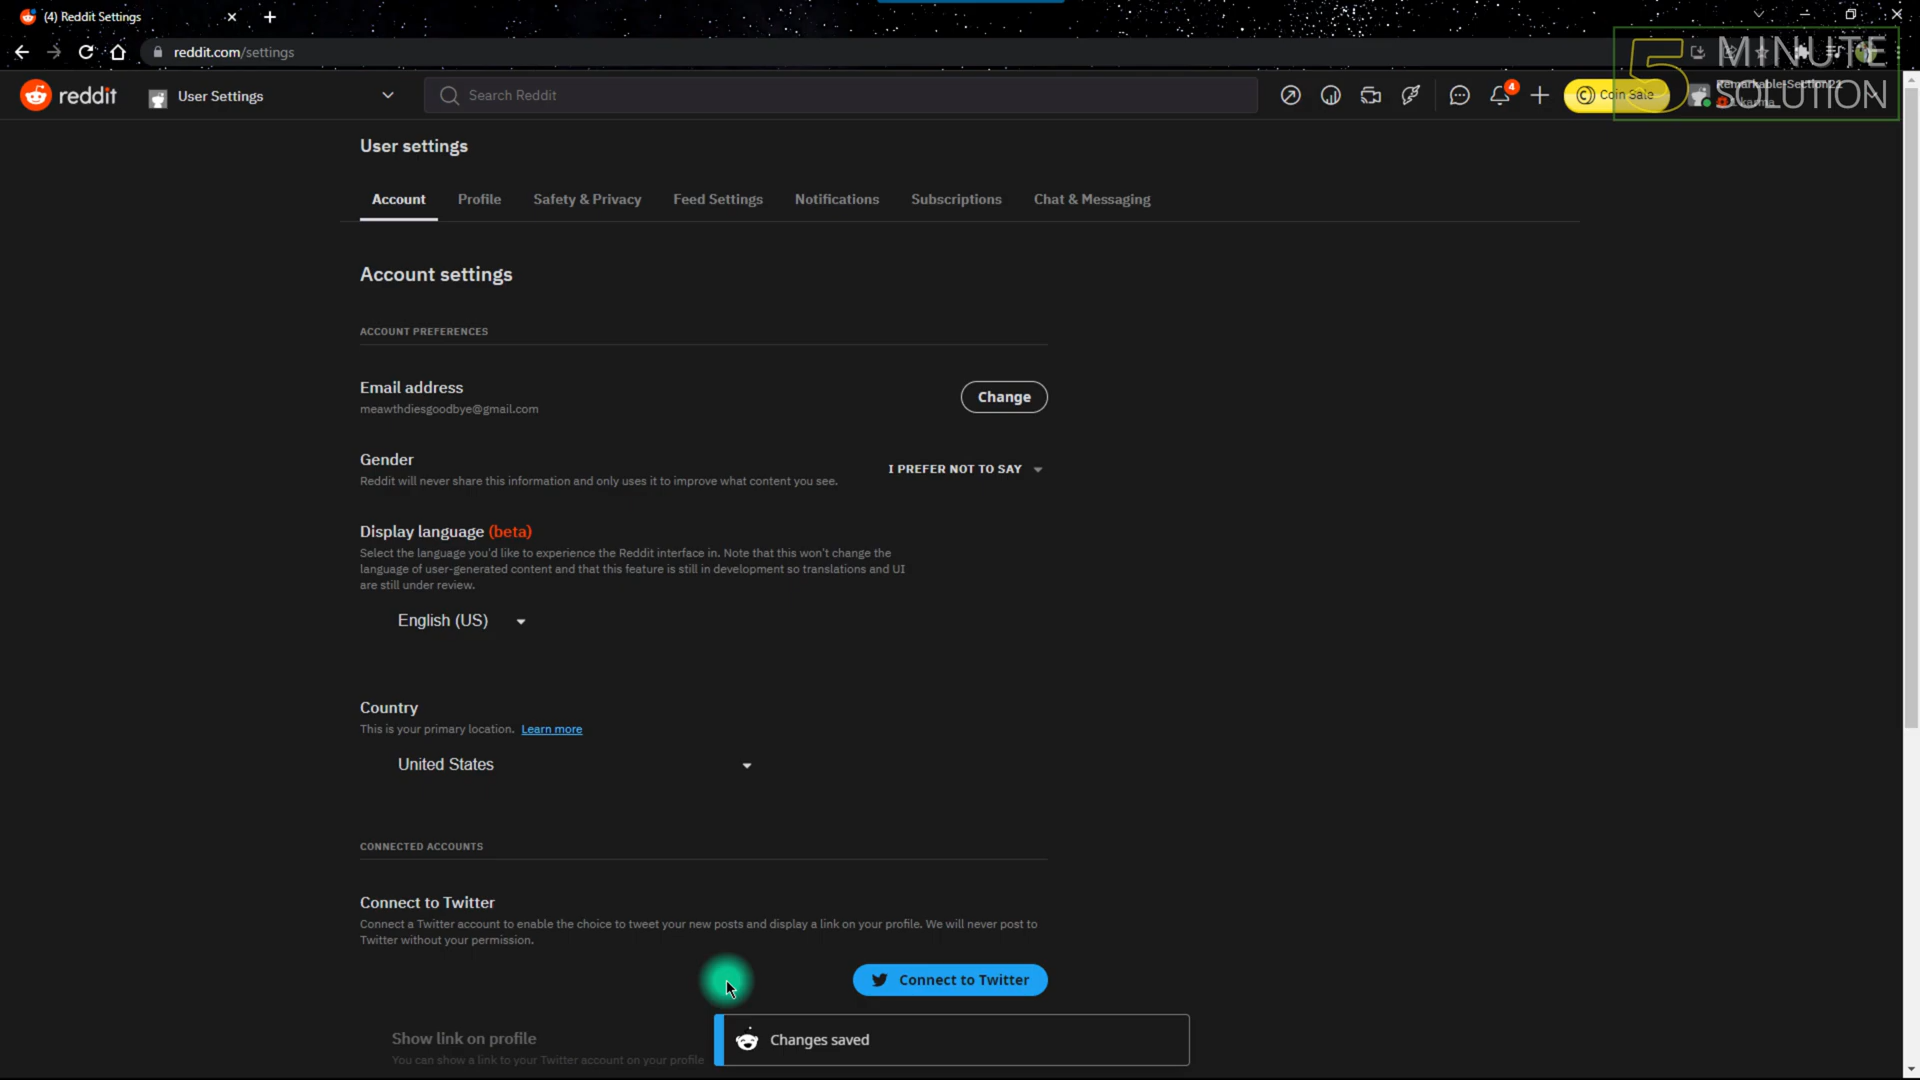 (4) Reddit Settings
reddit.com/settings
5 MINUTE SOLUTION
reddit
User Settings
Search Reddit
4
Coin Sale
User settings
Account
Profile
Safety & Privacy
Feed Settings
Notifications
Subscriptions
Chat & Messaging
Account settings
ACCOUNT PREFERENCES
Email address
meawthdiesgoodbye@gmail.com
Change
Gender
Reddit will never share this information and only uses it to improve what content you see.
I PREFER NOT TO SAY
Display language (beta)
Select the language you'd like to experience the Reddit interface in. Note that this won't change the
language of user-generated content and that this feature is still in development so translations and UI
are still under review.
English (US)
Country
This is your primary location. Learn more
United States
CONNECTED ACCOUNTS
Connect to Twitter
Connect a Twitter account to enable the choice to tweet your new posts and display a link on your profile. We will never post to
Twitter without your permission.
Connect to Twitter
Show link on profile
You can show a link to your Twitter account on your profile
Changes saved